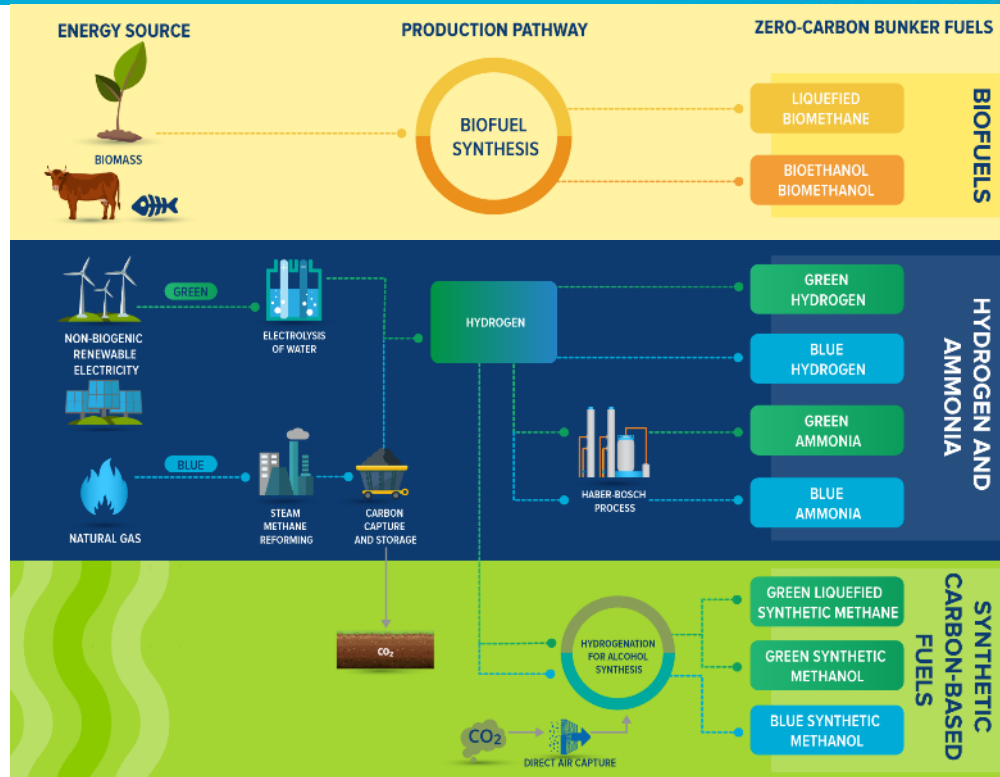 ENERGY SOURCE
PRODUCTION PATHWAY
ZERO-CARBON BUNKER FUELS
BIOMASS
BIOFUEL
SYNTHESIS
LIQUEFIED
BIOMETHANE
BIOETHANOL
BIOMETHANOL
BIOFUELS
NON-BIOGENIC
RENEWABLE
ELECTRICITY
GREEN
ELECTROLYSIS
OF WATER
NATURAL GAS
BLUE
STEAM
METHANE
REFORMING
CARBON
CAPTURE
AND STORAGE
HYDROGEN
HABER-BOSCH
PROCESS
GREEN
HYDROGEN
BLUE
HYDROGEN
GREEN
AMMONIA
BLUE
AMMONIA
HYDROGEN AND
AMMONIA
CO₂
HYDROGENATION
FOR ALCOHOL
SYNTHESIS
CO₂
DIRECT AIR CAPTURE
GREEN LIQUEFIED
SYNTHETIC METHANE
GREEN SYNTHETIC
METHANOL
BLUE SYNTHETIC
METHANOL
SYNTHETIC
CARBON-BASED
FUELS